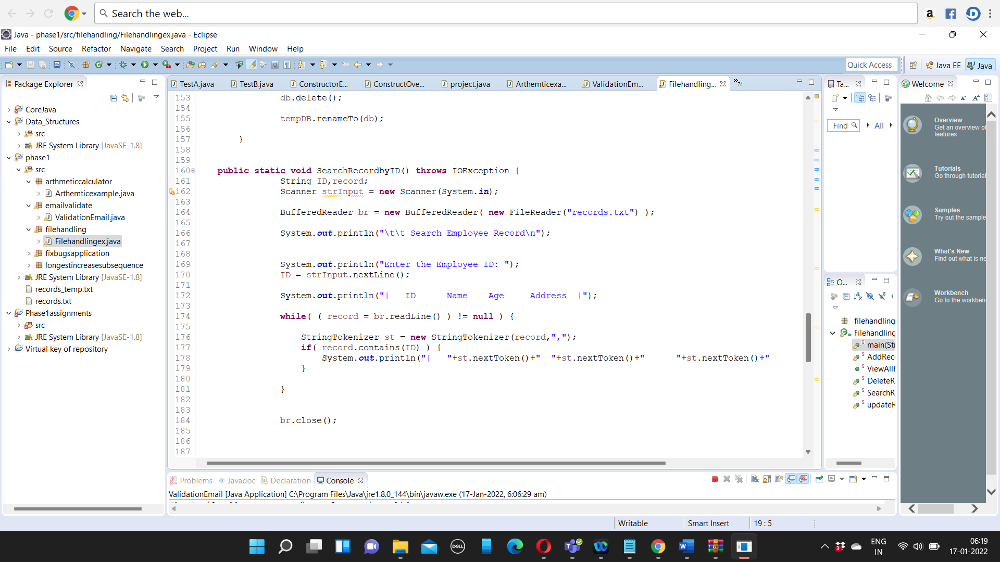 Search the web...
Java - phase1/src/filehandling/Filehandlingex.java - Eclipse
File Edit Source Refactor Navigate Search Project Run Window Help
Quick Access
Java EE
Java
Package Explorer
CoreJava
Data_Structures
src
JRE System Library [JavaSE-1.8]
phase1
src
arthmeticcalculator
Arthemticexample.java
emailvalidate
ValidationEmail.java
filehandling
Filehandlingex.java
fixbugsapplication
longestincreasesubsequence
JRE System Library [JavaSE-1.8]
records_temp.txt
records.txt
Phase1assignments
src
JRE System Library [JavaSE-1.8]
Virtual key of repository
TestA.java TestB.java ConstructorE... ConstructOve... project.java Arthemticexa... ValidationEm... Filehandling... »74
153 db.delete();
154
155 tempDB.renameTo(db);
156
157 }
158
159
160 public static void SearchRecordbyID() throws IOException {
161 String ID,record;
162 Scanner strInput = new Scanner(System.in);
163
164 BufferedReader br = new BufferedReader( new FileReader("records.txt") );
165
166 System.out.println("\t\t Search Employee Record\n");
167
168
169 System.out.println("Enter the Employee ID: ");
170 ID = strInput.nextLine();
171
172 System.out.println("| ID Name Age Address |");
173
174 while( ( record = br.readLine() ) != null ) {
175
176 StringTokenizer st = new StringTokenizer(record,",");
177 if( record.contains(ID) ) {
178 System.out.println("| "+st.nextToken()+" "+st.nextToken()+" "+st.nextToken()+"
179 }
180
181 }
182
183
184 br.close();
185
186
187
Ta...
Find All
O...
filehandling
Filehandling
main(Stri
AddReco
ViewAllR
DeleteR
SearchR
updateR
Welcome
Overview
Get an overview of
features
Tutorials
Go through tutorial
Samples
Try out the sample
What's New
Find out what is ne
Workbench
Go to the workben
Problems @ Javadoc Declaration Console
ValidationEmail [Java Application] C:\Program Files\Java\jre1.8.0_144\bin\javaw.exe (17-Jan-2022, 6:06:29 am)
Writable Smart Insert 19 : 5
DELL
ENG
IN
06:19
17-01-2022